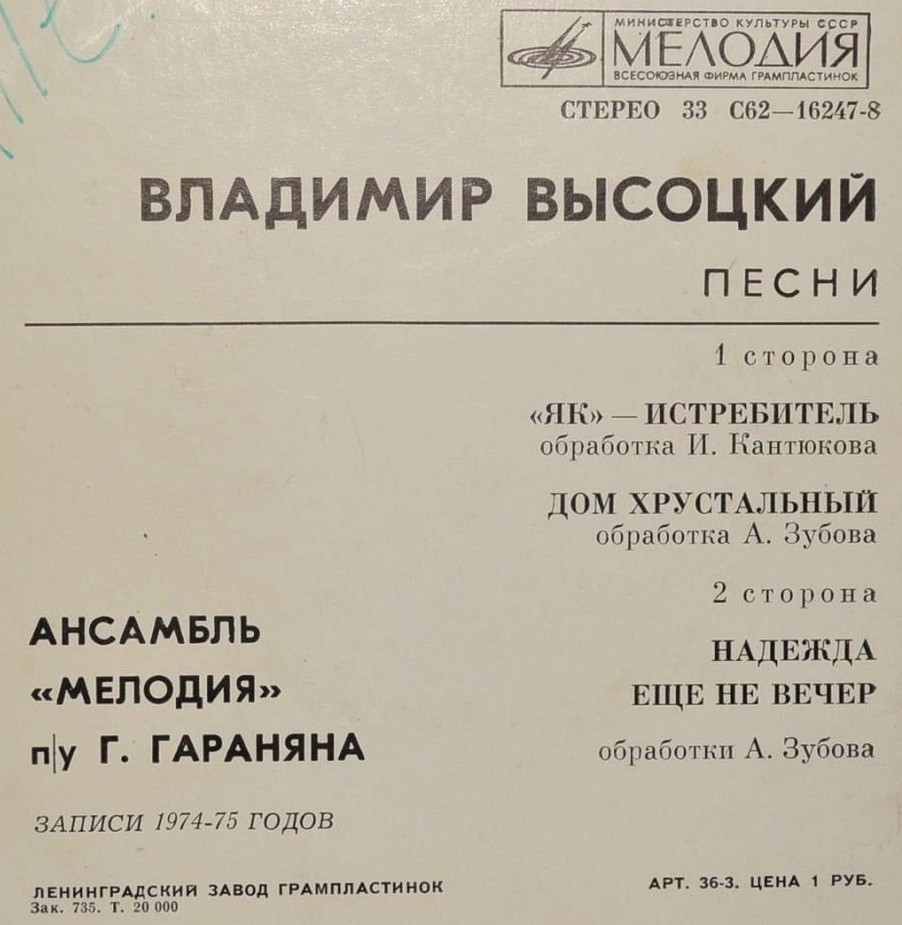 МИНИСТЕРСТВО КУЛЬТУРЫ СССР
МЕЛОДИЯ
ВСЕСОЮЗНАЯ ФИРМА ГРАМПЛАСТИНОК
СТЕРЕО 33 С62—16247-8
ВЛАДИМИР ВЫСОЦКИЙ
ПЕСНИ
1 сторона
«ЯК» — ИСТРЕБИТЕЛЬ
обработка И. Кантюкова
ДОМ ХРУСТАЛЬНЫЙ
обработка А. Зубова
2 сторона
НАДЕЖДА
ЕЩЕ НЕ ВЕЧЕР
обработки А. Зубова
АНСАМБЛЬ
«МЕЛОДИЯ»
п/у Г. ГАРАНЯНА
ЗАПИСИ 1974-75 ГОДОВ
ЛЕНИНГРАДСКИЙ ЗАВОД ГРАМПЛАСТИНОК
Зак. 735. Т. 20 000
АРТ. 36-3. ЦЕНА 1 РУБ.